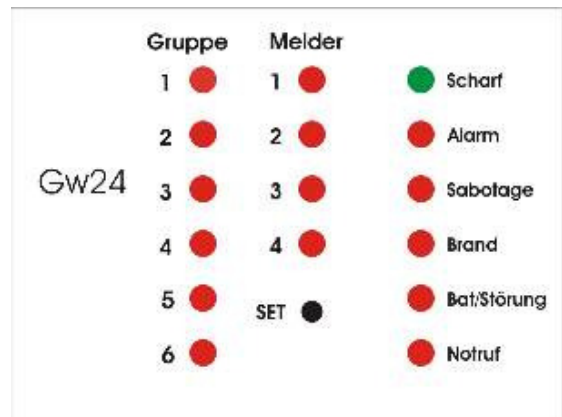 Gruppe Melder
1 1 Scharf
2 2 Alarm
Gw24
3 3 Sabotage
4 4 Brand
5 SET Bat/Störung
6 Notruf